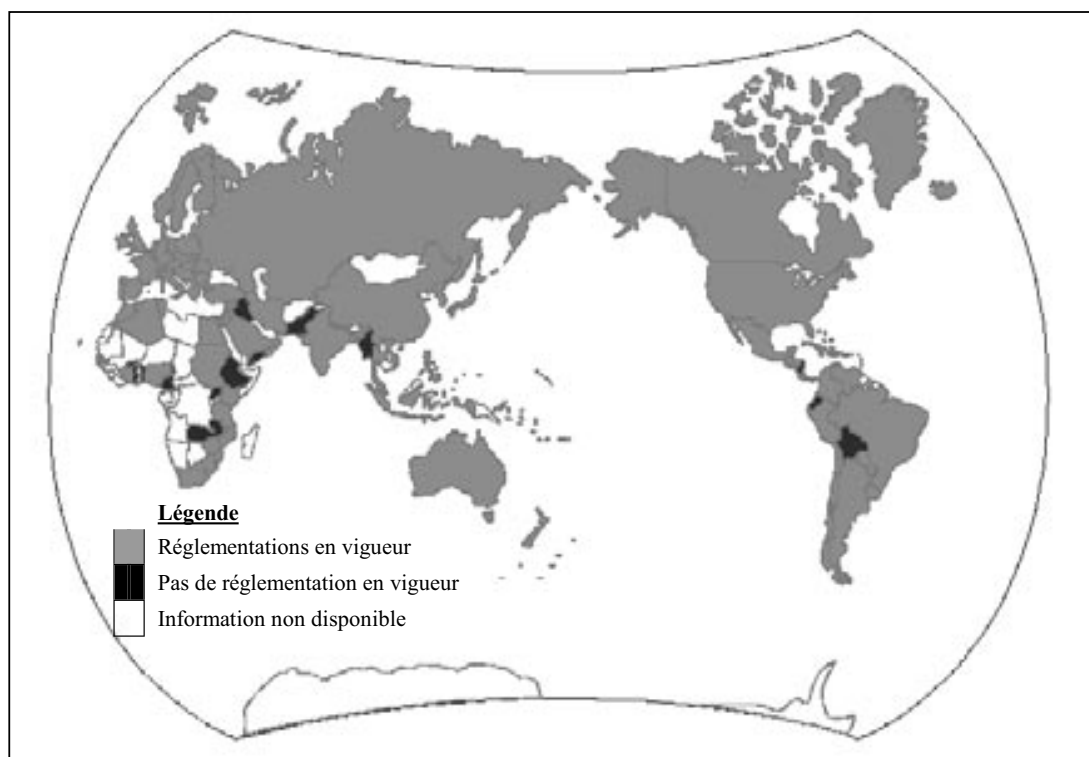 Légende
Réglementations en vigueur
Pas de réglementation en vigueur
Information non disponible